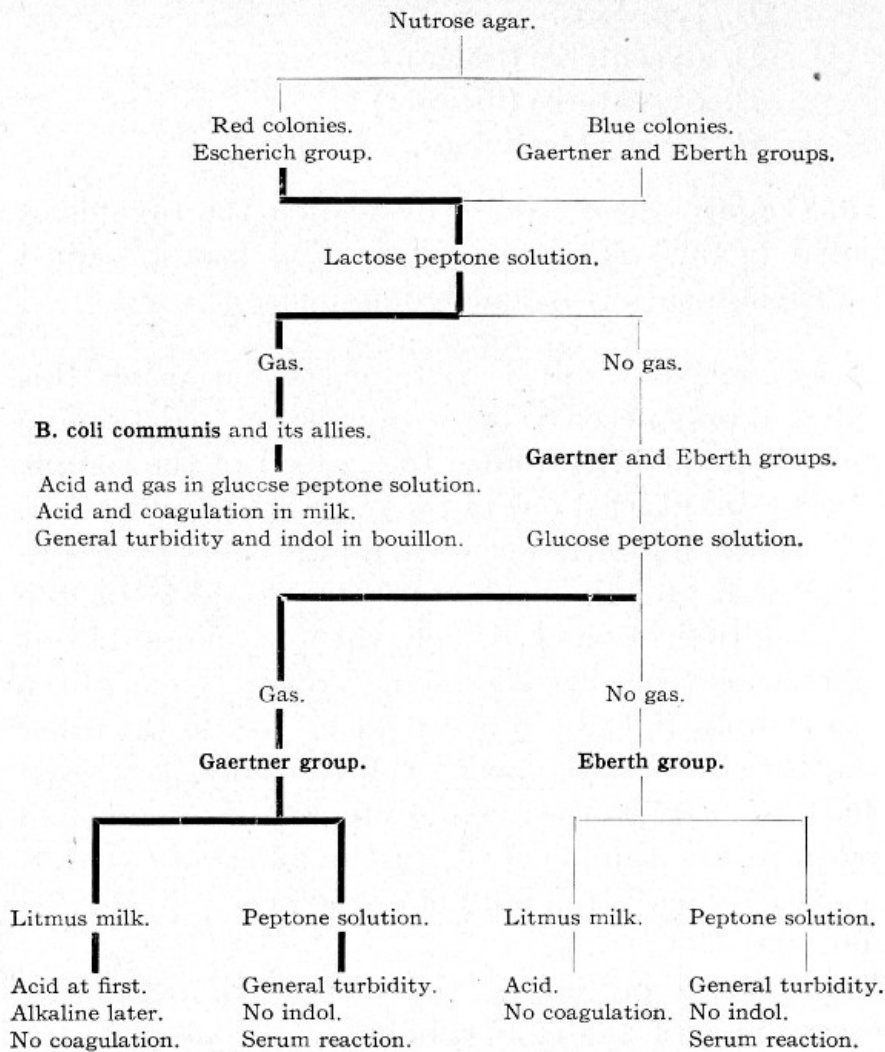 Nutrose agar.
Red colonies.
Escherich group.
Blue colonies.
Gaertner and Eberth groups.
Lactose peptone solution.
Gas.
No gas.
B. coli communis and its allies.
Gaertner and Eberth groups.
Acid and gas in gluccse peptone solution.
Acid and coagulation in milk.
General turbidity and indol in bouillon.
Glucose peptone solution.
Gas.
No gas.
Gaertner group.
Eberth group.
Litmus milk.
Peptone solution.
Litmus milk.
Peptone solution.
Acid at first.
Alkaline later.
No coagulation.
General turbidity.
No indol.
Serum reaction.
Acid.
No coagulation.
General turbidity.
No indol.
Serum reaction.